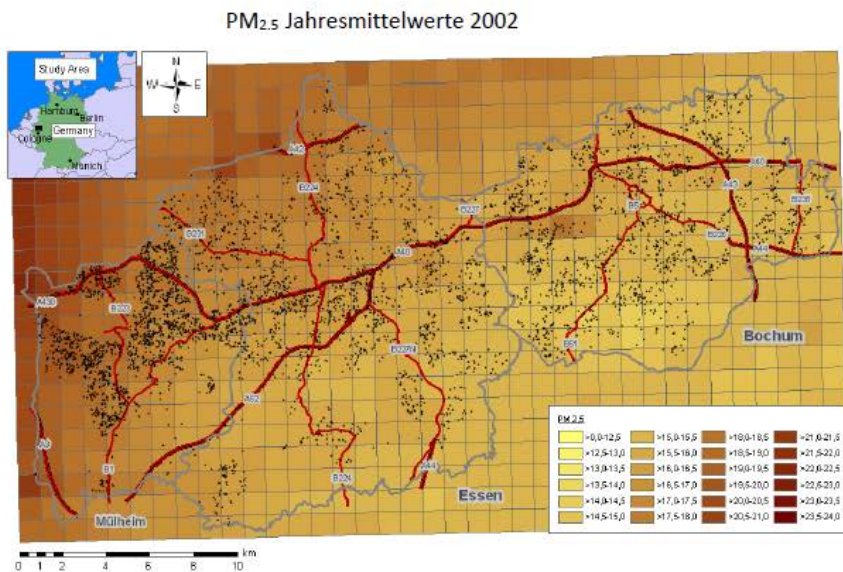 PM2.5 Jahresmittelwerte 2002
Study Area
Hamburg
Berlin
Germany
Cologne
Munich
N
W E
S
A42
B224
B231
B227
A40
A40
A43
B235
B51
B226
A44
A430
B223
B227N
B51
Bochum
A52
A3
B1
B224
A44
Mülheim
Essen
PM 2,5
>0,0-12,5 >15,0-15,5 >18,0-18,5 >21,0-21,5
>12,5-13,0 >15,5-16,0 >18,5-19,0 >21,5-22,0
>13,0-13,5 >16,0-16,5 >19,0-19,5 >22,0-22,5
>13,5-14,0 >16,5-17,0 >19,5-20,0 >22,5-23,0
>14,0-14,5 >17,0-17,5 >20,0-20,5 >23,0-23,5
>14,5-15,0 >17,5-18,0 >20,5-21,0 >23,5-24,0
km
0 1 2 4 6 8 10